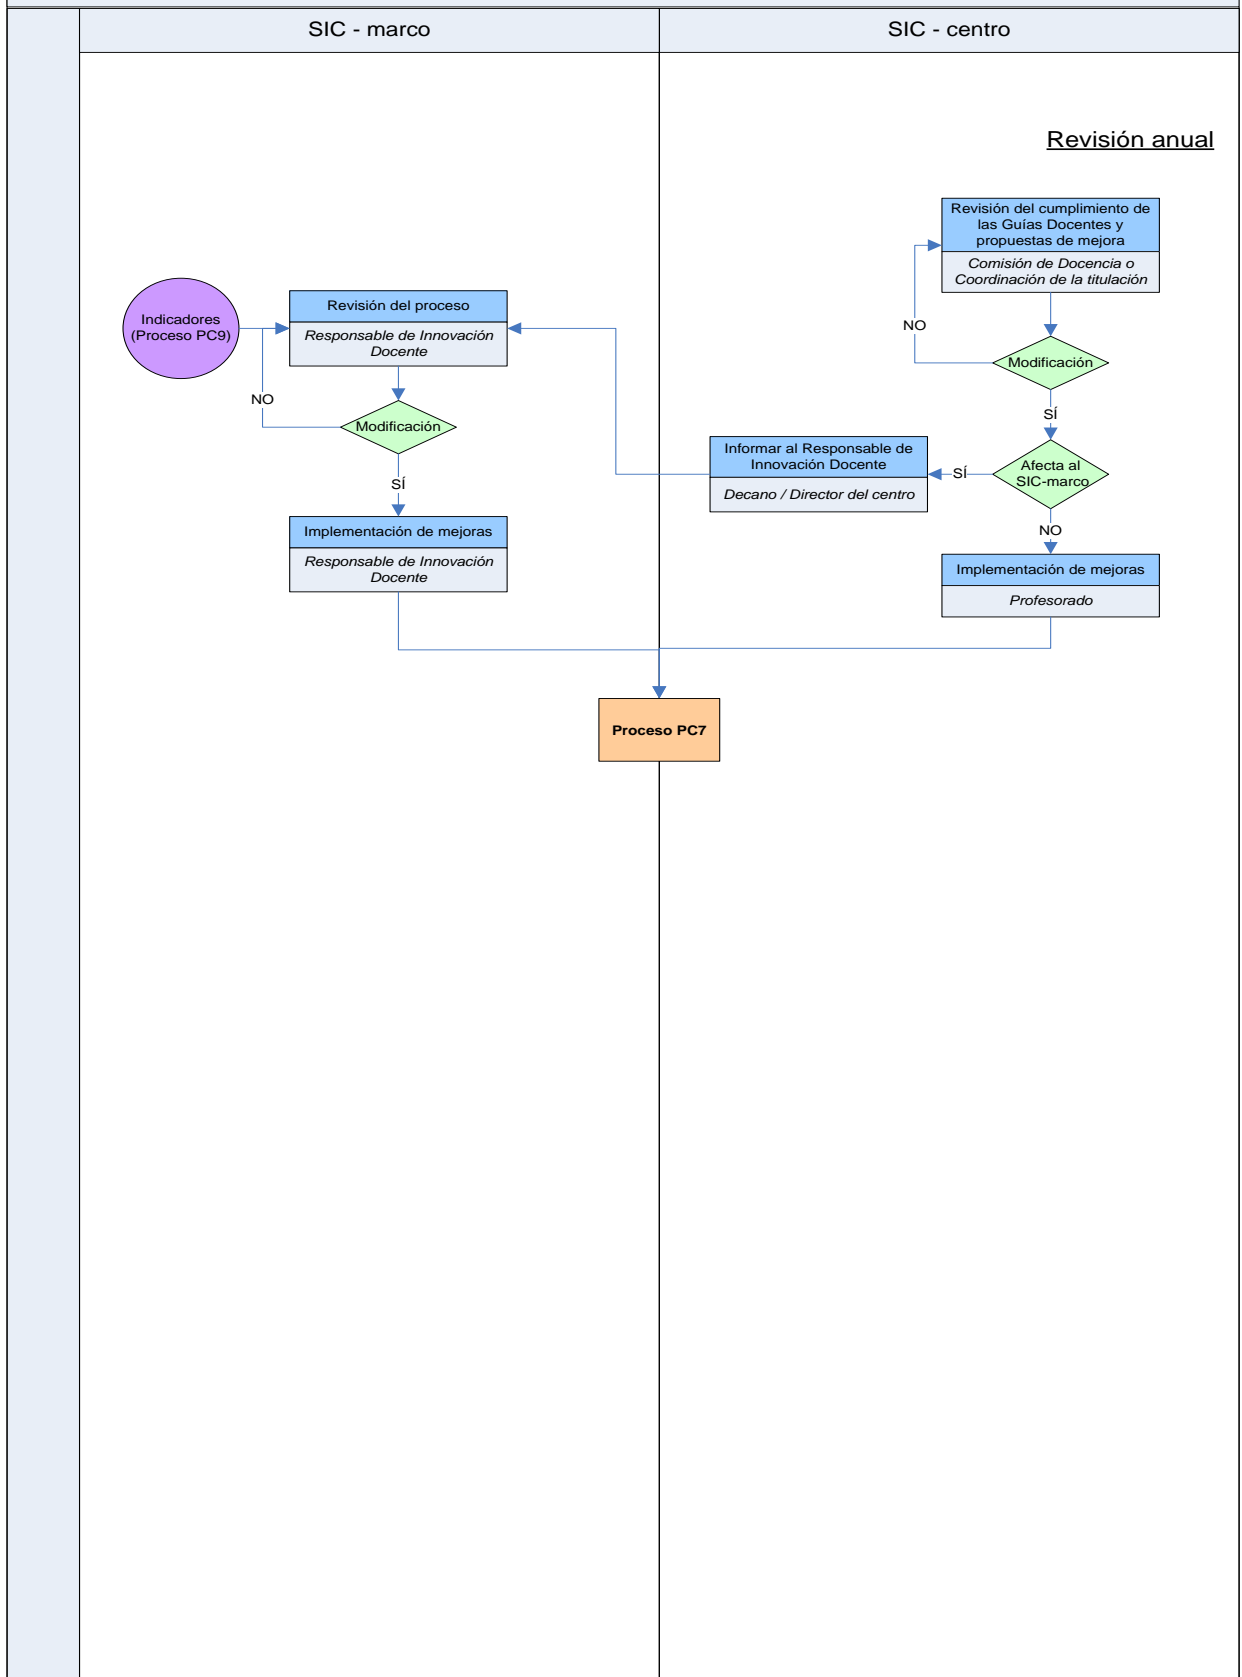 SIC - marco
SIC - centro
Revisión anual
Revisión del cumplimiento de
las Guías Docentes y
propuestas de mejora
Comisión de Docencia o
Coordinación de la titulación
Indicadores
(Proceso PC9)
Revisión del proceso
Responsable de Innovación
Docente
NO
Modificación
NO
Modificación
SÍ
SÍ
Informar al Responsable de
Innovación Docente
Decano / Director del centro
SÍ
Afecta al
SIC-marco
NO
Implementación de mejoras
Responsable de Innovación
Docente
Implementación de mejoras
Profesorado
Proceso PC7